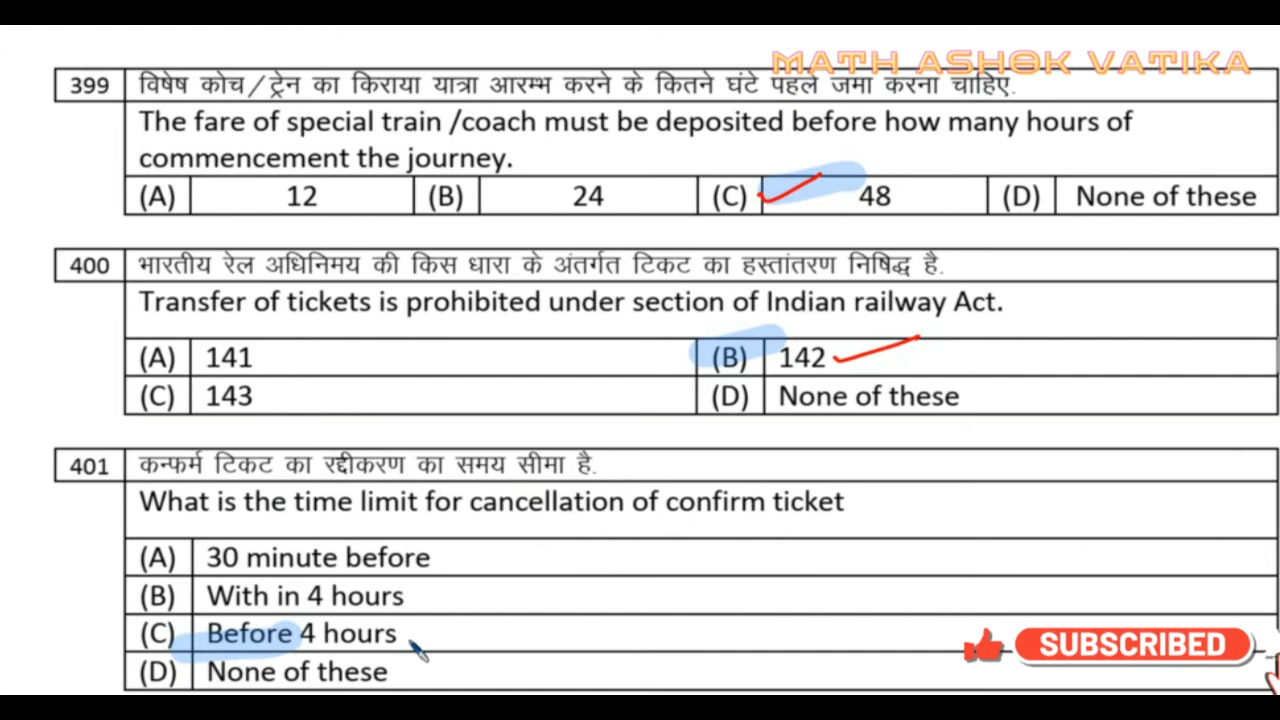 MATH ASHOK VATIKA
399 विषेष कोच/ट्रेन का किराया यात्रा आरम्भ करने के कितने घंटे पहले जमा करना चाहिए.
The fare of special train /coach must be deposited before how many hours of
commencement the journey.
(A) 12 (B) 24 (C) 48 (D) None of these
400 भारतीय रेल अधिनिमय की किस धारा के अंतर्गत टिकट का हस्तांतरण निषिद्ध है.
Transfer of tickets is prohibited under section of Indian railway Act.
(A) 141 (B) 142
(C) 143 (D) None of these
401 कन्फर्म टिकट का रद्दीकरण का समय सीमा है.
What is the time limit for cancellation of confirm ticket
(A) 30 minute before
(B) With in 4 hours
(C) Before 4 hours
SUBSCRIBED
(D) None of these